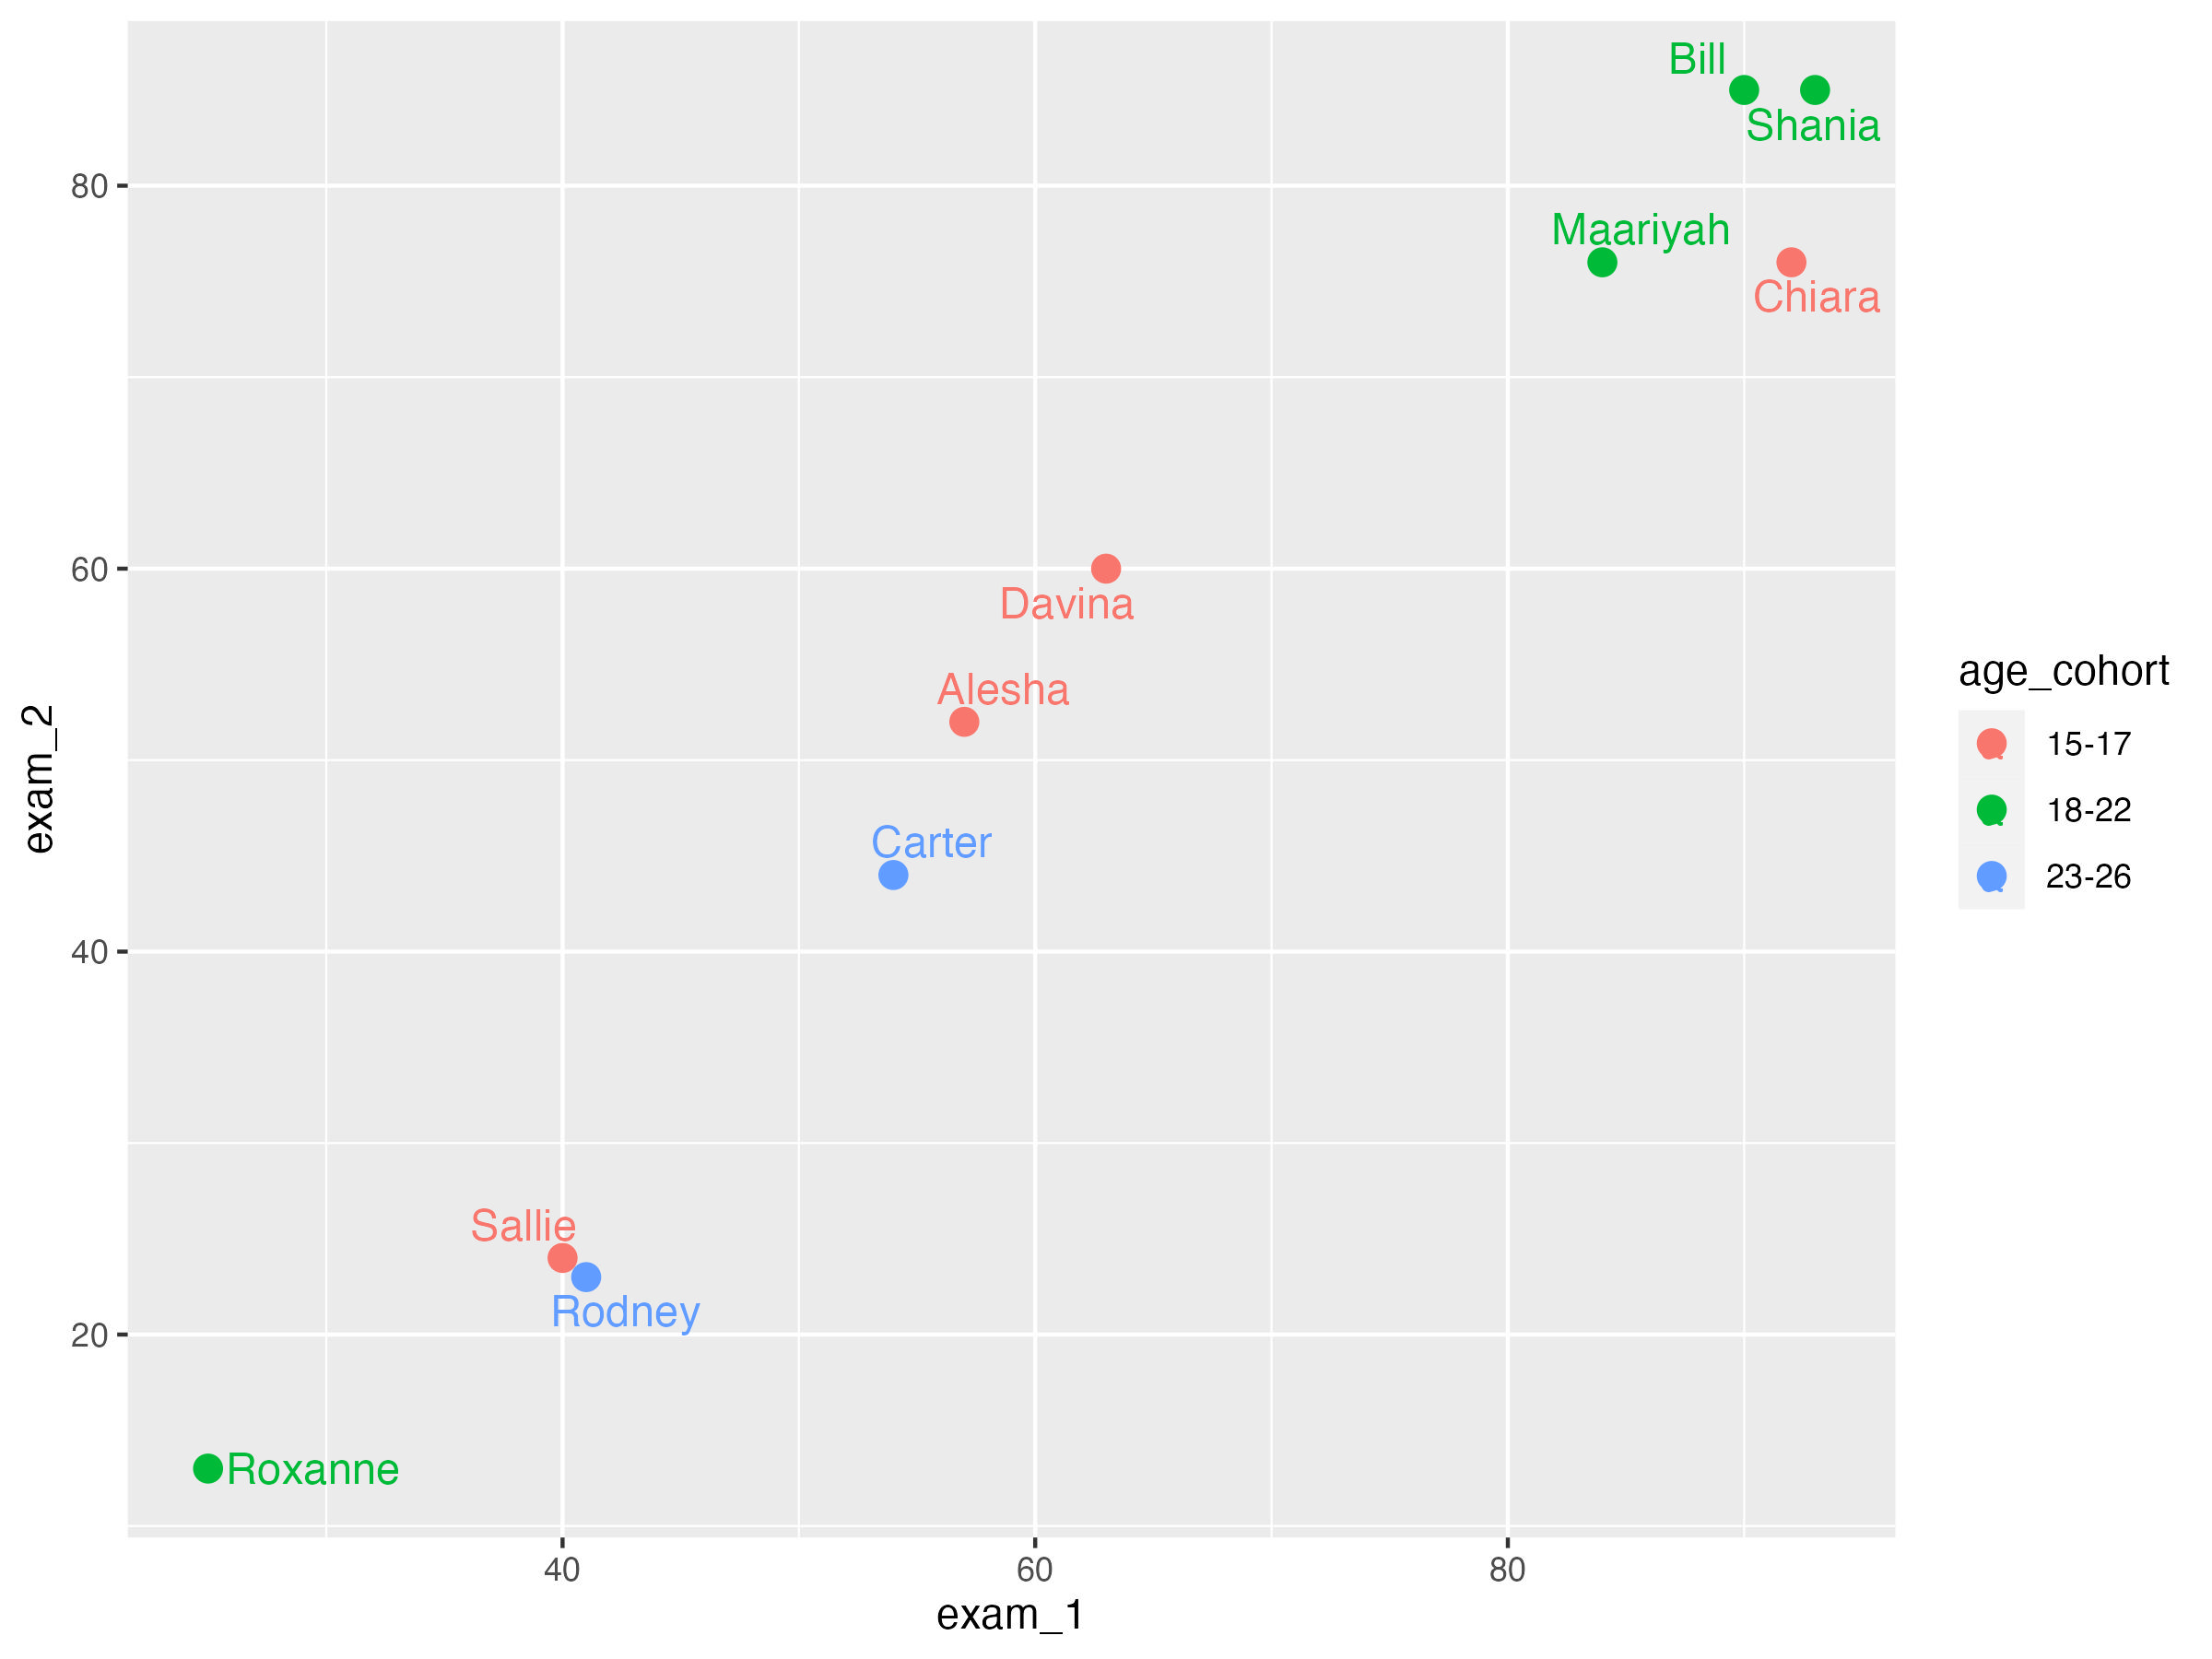 Bill
Shania
80
Maariyah
Chiara
60
Davina
Alesha
Carter
40
Sallie
Rodney
20
Roxanne
40 60 80
exam_1
exam_2
age_cohort
15-17
18-22
23-26